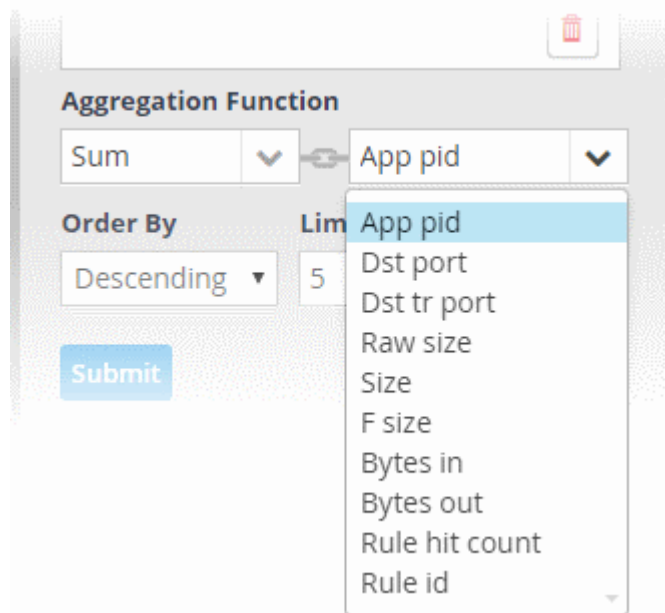 Aggregation Function
Sum App pid
Order By Lim
App pid
Descending 5
Dst port
Dst tr port
Raw size
Submit
Size
F size
Bytes in
Bytes out
Rule hit count
Rule id